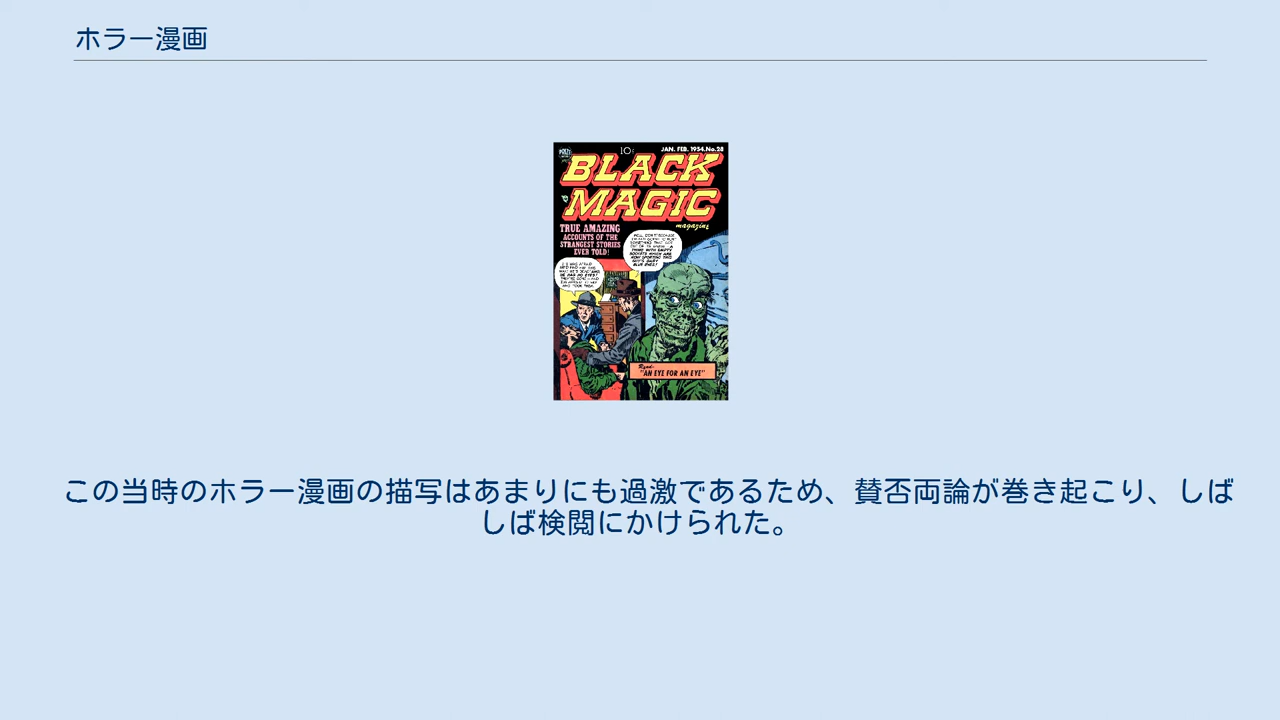 ホラー漫画
10¢
JAN. FEB. 1954. No.28
BLACK
MAGIC
magazine
TRUE AMAZING
ACCOUNTS OF THE
STRANGEST STORIES
EVER TOLD!
Read-
"AN EYE FOR AN EYE"
この当時のホラー漫画の描写はあまりにも過激であるため、賛否両論が巻き起こり、しば
しば検閲にかけられた。